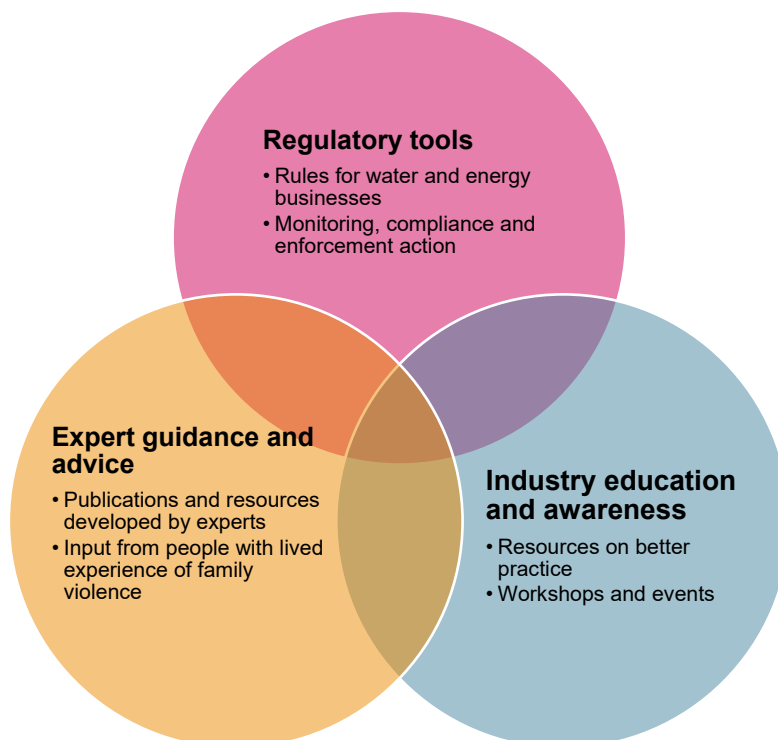 Regulatory tools
• Rules for water and energy
businesses
• Monitoring, compliance and
enforcement action
Expert guidance and
advice
• Publications and resources
developed by experts
• Input from people with lived
experience of family
violence
Industry education
and awareness
• Resources on better
practice
• Workshops and events